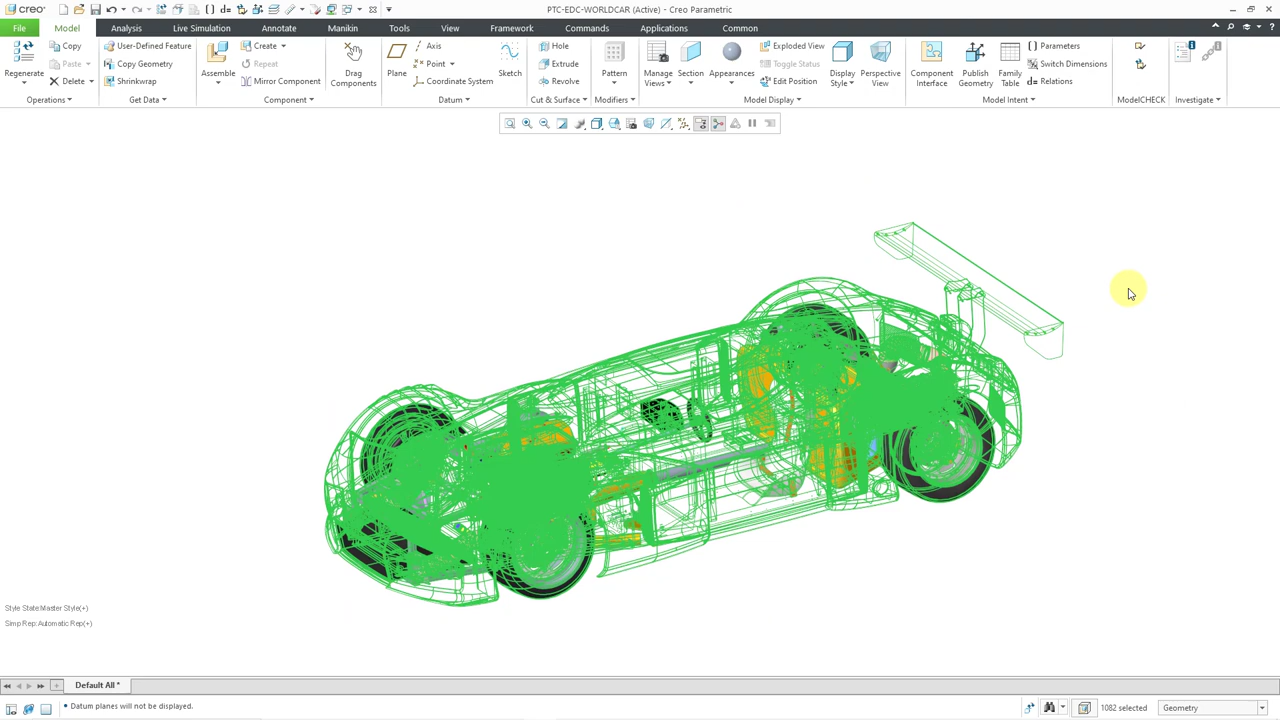 creo
PTC-EDC-WORLDCAR (Active) - Creo Parametric
File Model Analysis Live Simulation Annotate Manikin Tools View Framework Commands Applications Common
Regenerate
Copy
Paste
Delete
Operations
User-Defined Feature
Copy Geometry
Shrinkwrap
Get Data
Assemble
Create
Repeat
Mirror Component
Component
Drag Components
Plane
Axis
Point
Coordinate System
Sketch
Datum
Hole
Extrude
Revolve
Cut & Surface
Pattern
Modifiers
Manage Views
Section
Appearances
Exploded View
Toggle Status
Edit Position
Display Style
Perspective View
Model Display
Component Interface
Publish Geometry
Family Table
Parameters
Switch Dimensions
d= Relations
Model Intent
ModelCHECK
Investigate
Style State:Master Style(+)
Simp Rep:Automatic Rep(+)
Default All *
• Datum planes will not be displayed.
1082 selected
Geometry